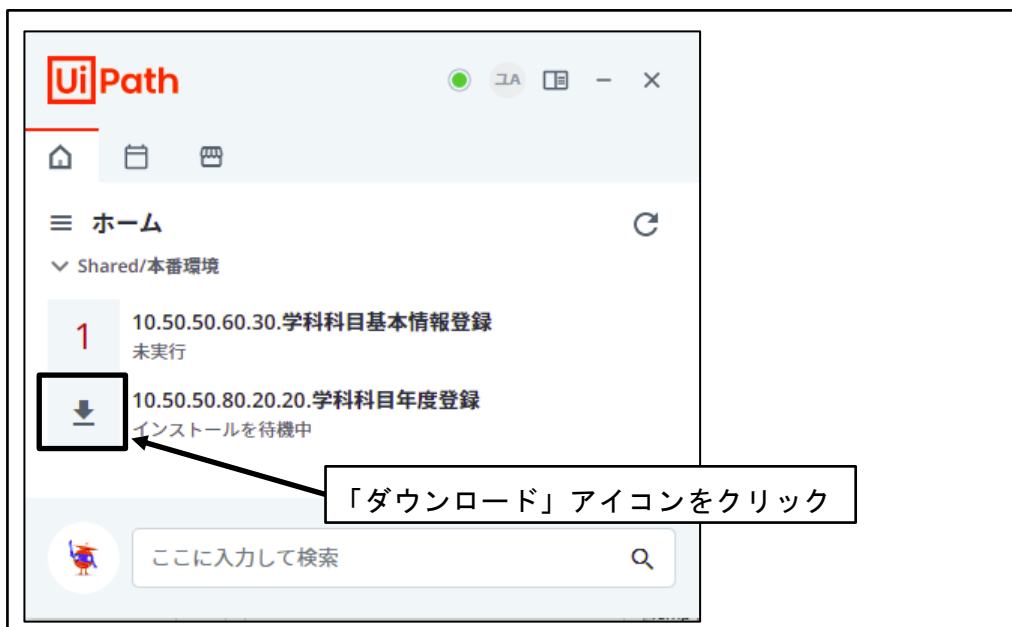 UiPath
ユA
ホーム
Shared/本番環境
1
10.50.50.60.30.学科科目基本情報登録
未実行
10.50.50.80.20.20.学科科目年度登録
インストールを待機中
「ダウンロード」アイコンをクリック
ここに入力して検索